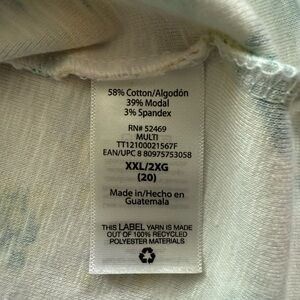 58% Cotton/Algodón
39% Modal
3% Spandex
RN# 52469
MULTI
TT12100021567F
EAN/UPC 8 80975753058
XXL/2XG
(20)
Made in/Hecho en
Guatemala
THIS LABEL YARN IS MADE
OUT OF 100% RECYCLED
POLYESTER MATERIALS